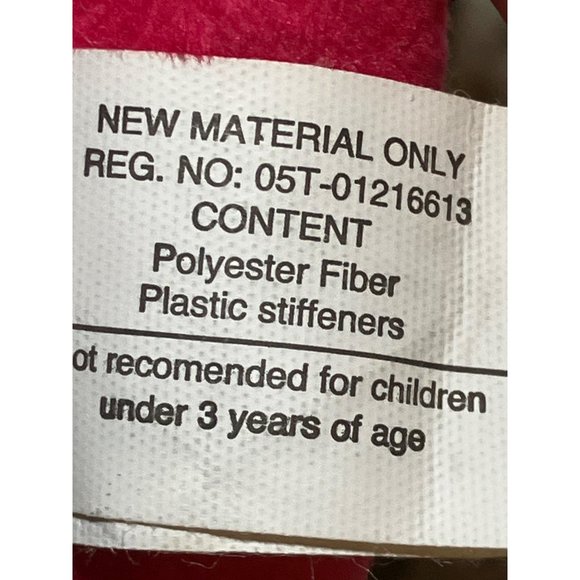 NEW MATERIAL ONLY
REG. NO: 05T-01216613
CONTENT
Polyester Fiber
Plastic stiffeners
ot recomended for children
under 3 years of age